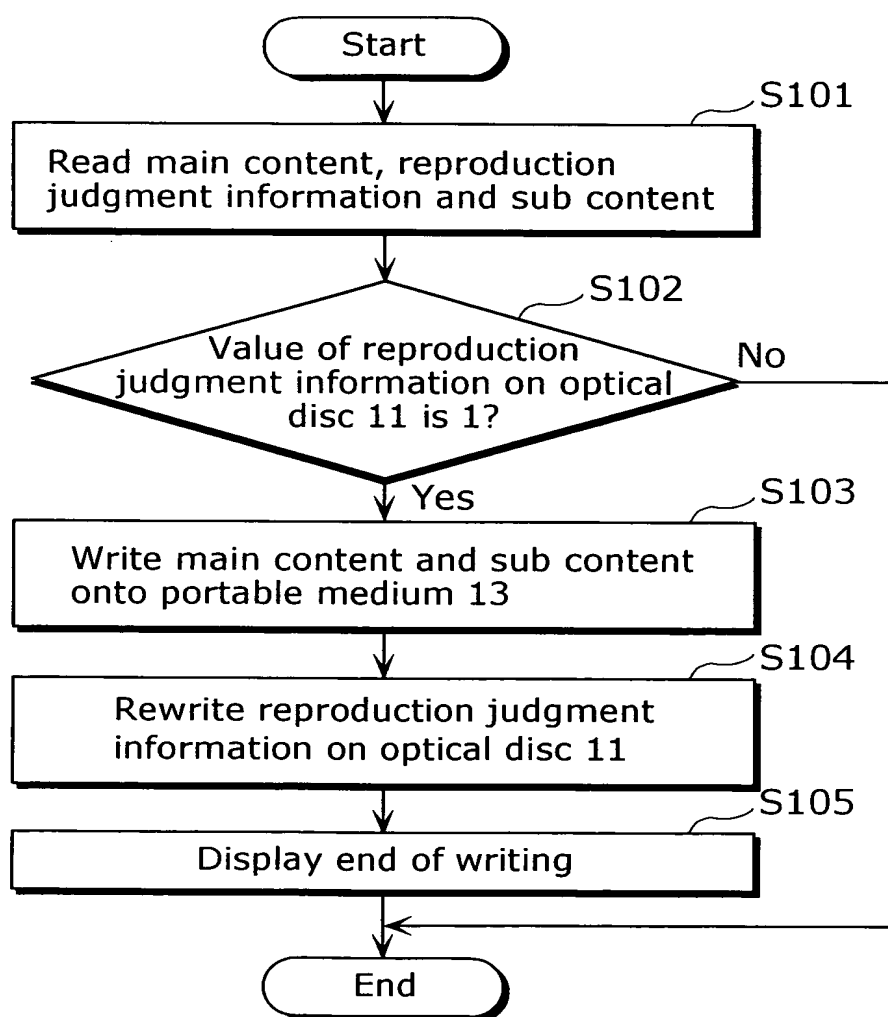 Start
S101
Read main content, reproduction
judgment information and sub content
S102
Value of reproduction
judgment information on optical
disc 11 is 1?
No
Yes
S103
Write main content and sub content
onto portable medium 13
S104
Rewrite reproduction judgment
information on optical disc 11
S105
Display end of writing
End